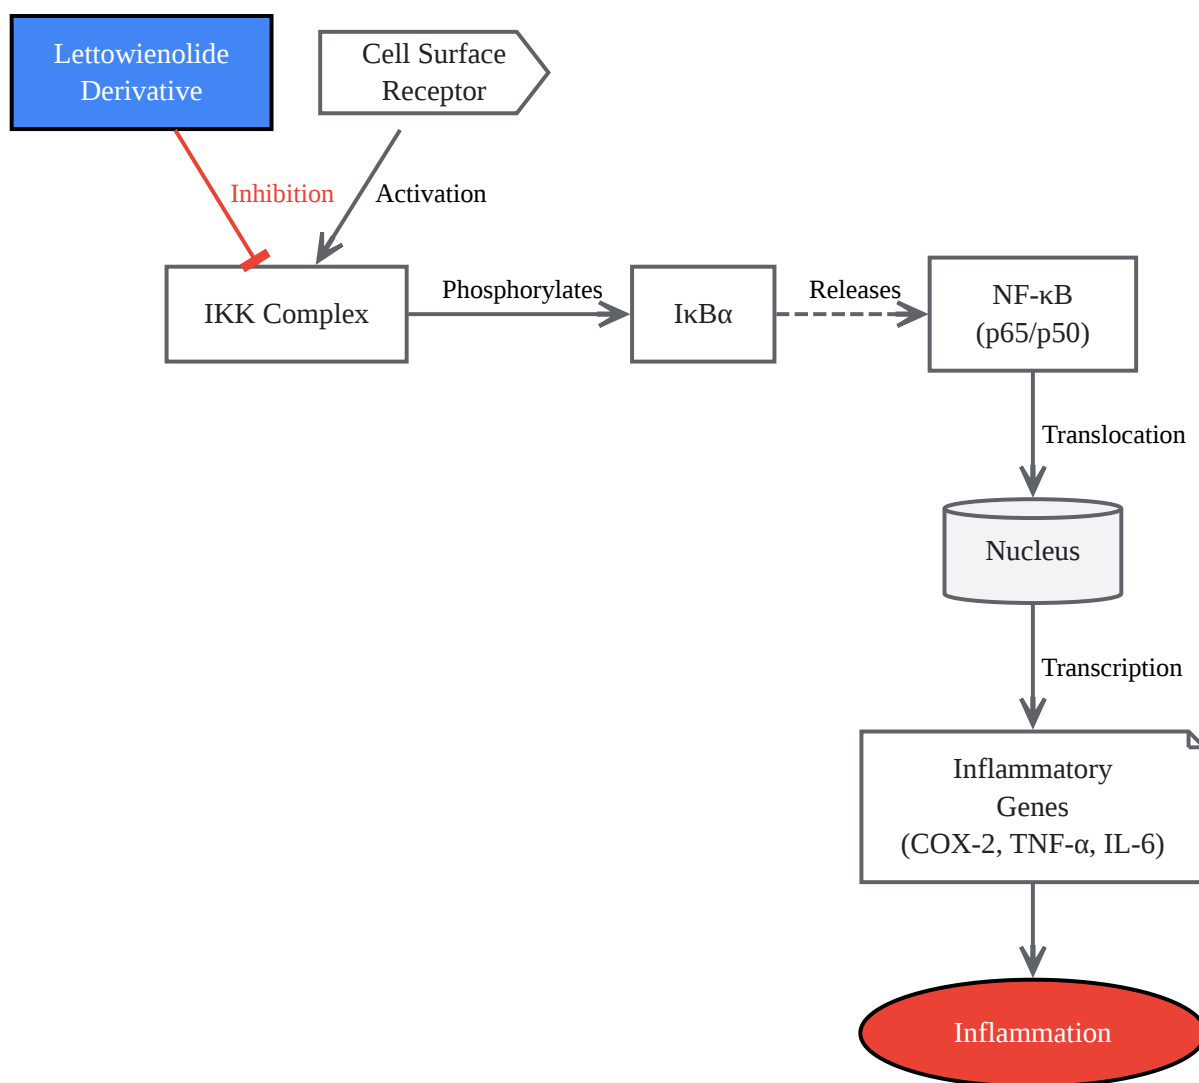 Lettowienolide
Derivative
Cell Surface
Receptor
Inhibition
Activation
IKK Complex
Phosphorylates
IκBα
Releases
NF-κB
(p65/p50)
Translocation
Nucleus
Transcription
Inflammatory
Genes
(COX-2, TNF-α, IL-6)
Inflammation